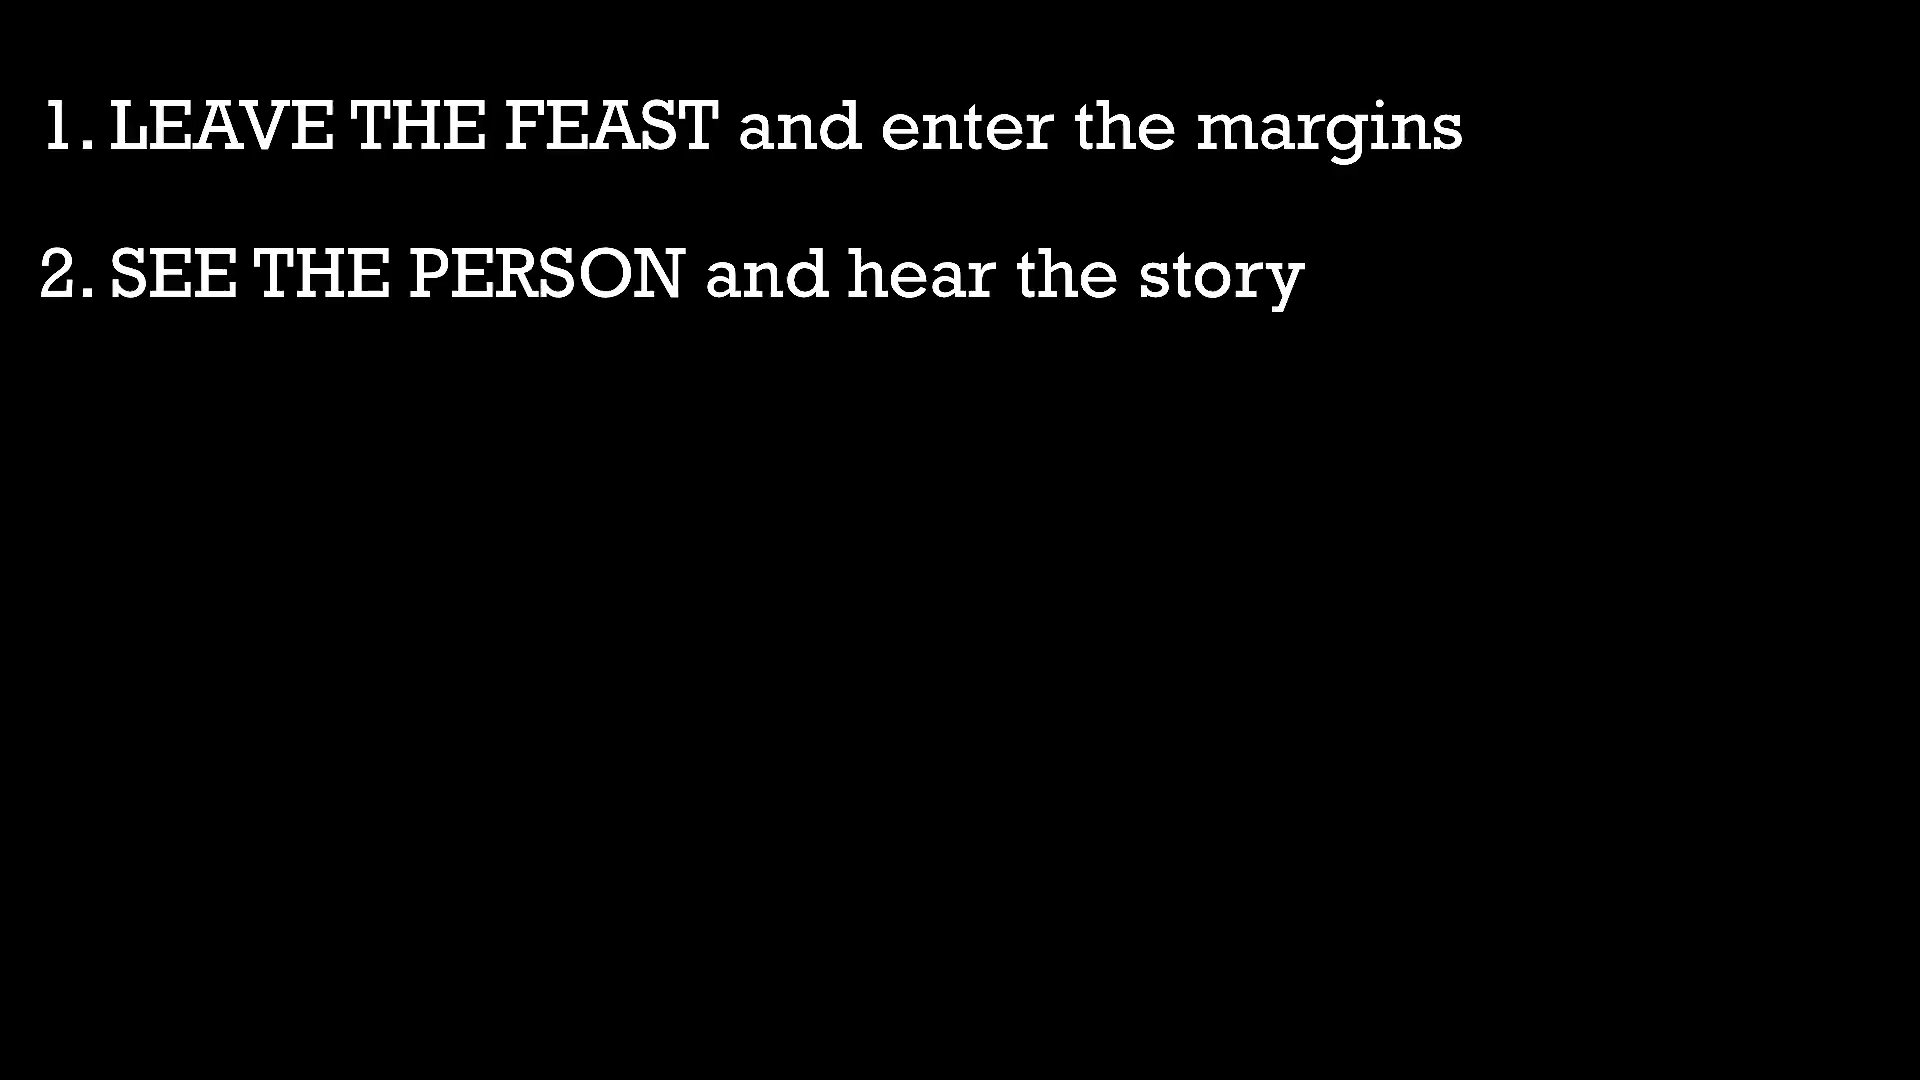 1. LEAVE THE FEAST and enter the margins
2. SEE THE PERSON and hear the story